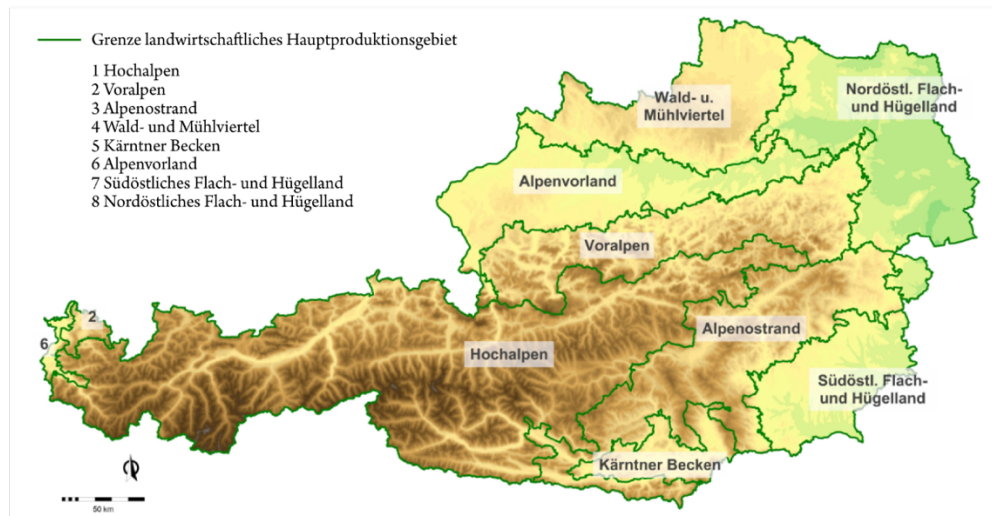 Grenze landwirtschaftliches Hauptproduktionsgebiet
1 Hochalpen
2 Voralpen
3 Alpenostrand
4 Wald- und Mühlviertel
5 Kärntner Becken
6 Alpenvorland
7 Südöstliches Flach- und Hügelland
8 Nordöstliches Flach- und Hügelland
Wald- u.
Mühlviertel
Nordöstl. Flach-
und Hügelland
Alpenvorland
Voralpen
2
6
Alpenostrand
Hochalpen
Südöstl. Flach-
und Hügelland
Kärntner Becken
50 km